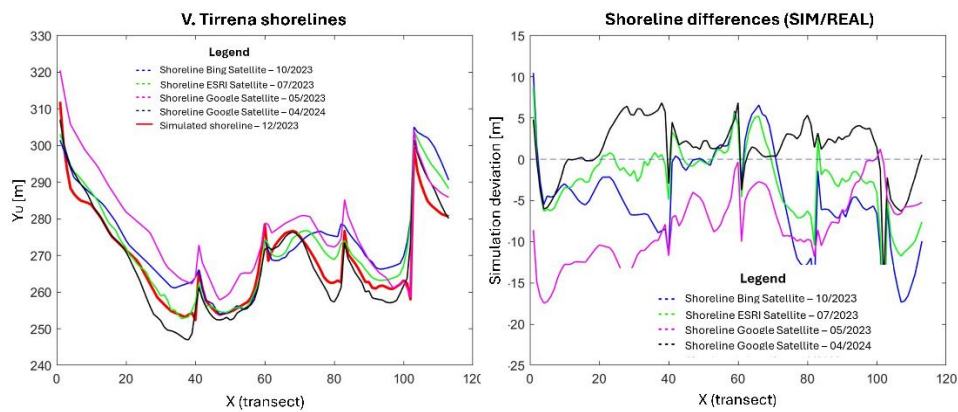 V. Tirrena shorelines
330
320
310
300
290
280
270
260
250
240
Yᵤ [m]
Legend
Shoreline Bing Satellite – 10/2023
Shoreline ESRI Satellite – 07/2023
Shoreline Google Satellite – 05/2023
Shoreline Google Satellite – 04/2024
Simulated shoreline – 12/2023
0 20 40 60 80 100
X (transect)
Shoreline differences (SIM/REAL)
15
10
5
0
-5
-10
-15
-20
-25
Simulation deviation [m]
Legend
Shoreline Bing Satellite – 10/2023
Shoreline ESRI Satellite – 07/2023
Shoreline Google Satellite – 05/2023
Shoreline Google Satellite – 04/2024
0 20 40 60 80 100 120
X (transect)